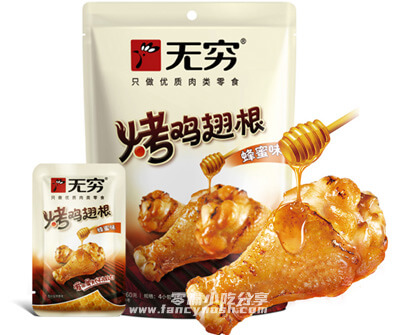 无穷®
只做优质肉类零食
烤鸡翅根
蜂蜜味
无穷
只做优质肉类零食
烤鸡翅根
蜂蜜味
零食小吃分享
www.fancynush.com